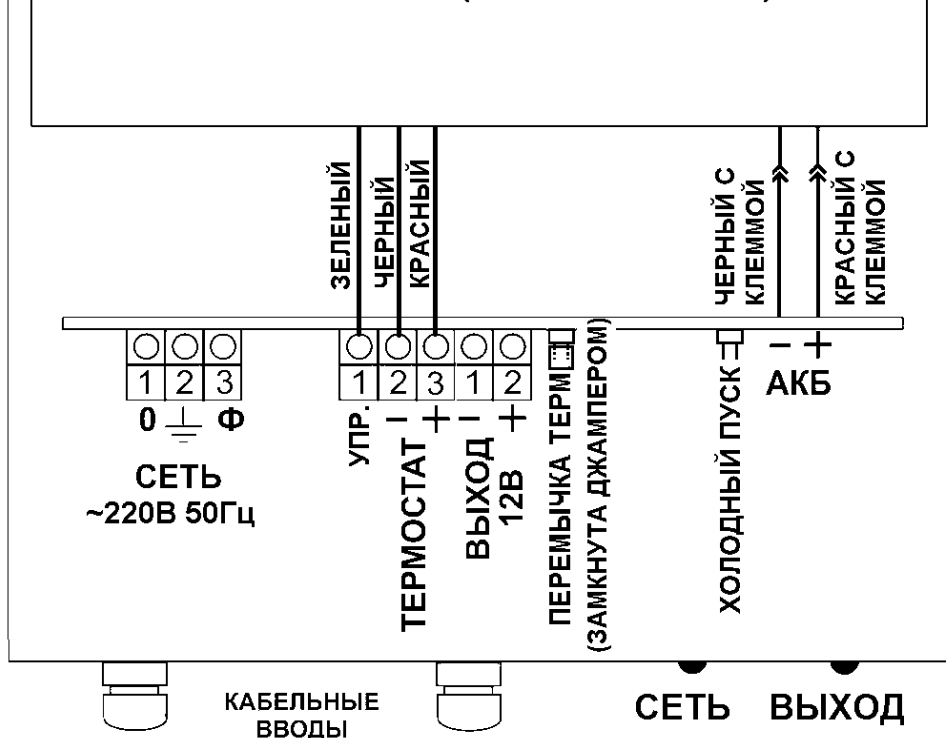 ЗЕЛЕНЫЙ
ЧЕРНЫЙ
КРАСНЫЙ
ЧЕРНЫЙ С
КЛЕММОЙ
КРАСНЫЙ С
КЛЕММОЙ
1 2 3
0 Ф
СЕТЬ
~220В 50Гц
1 2 3 1 2
УПР. − + − +
ТЕРМОСТАТ
ВЫХОД
12В
ПЕРЕМЫЧКА ТЕРМ
(ЗАМКНУТА ДЖАМПЕРОМ)
ХОЛОДНЫЙ ПУСК
− +
АКБ
КАБЕЛЬНЫЕ
ВВОДЫ
СЕТЬ
ВЫХОД